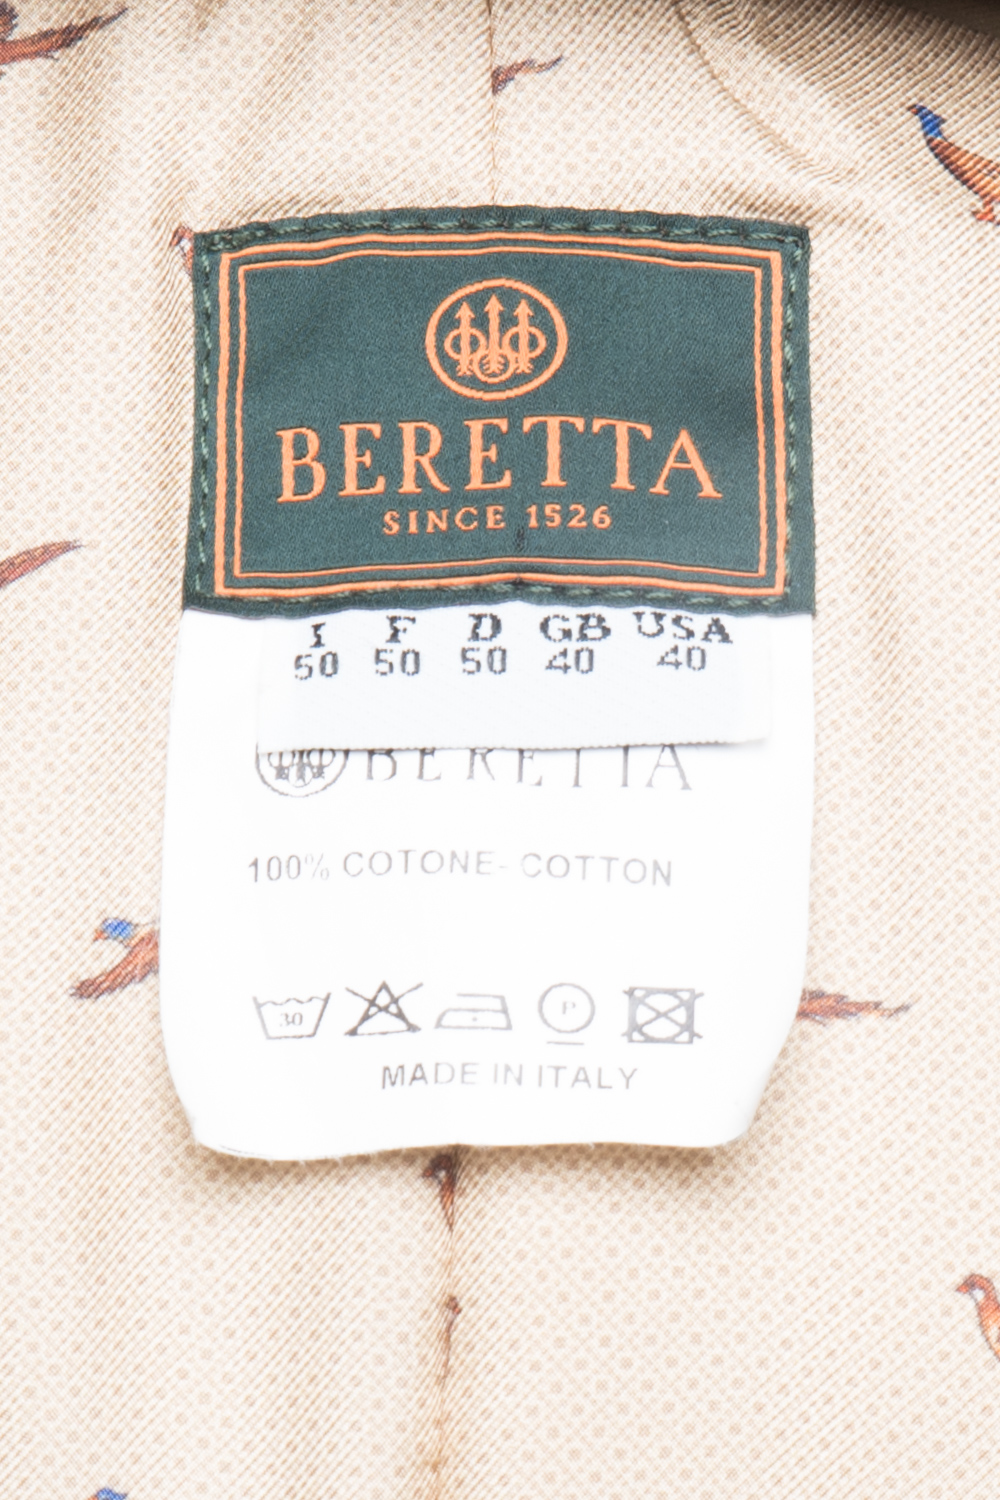 BERETTA
SINCE 1526
I F D GB USA
50 50 50 40 40
BERETTA
100% COTONE- COTTON
30 P
MADE IN ITALY